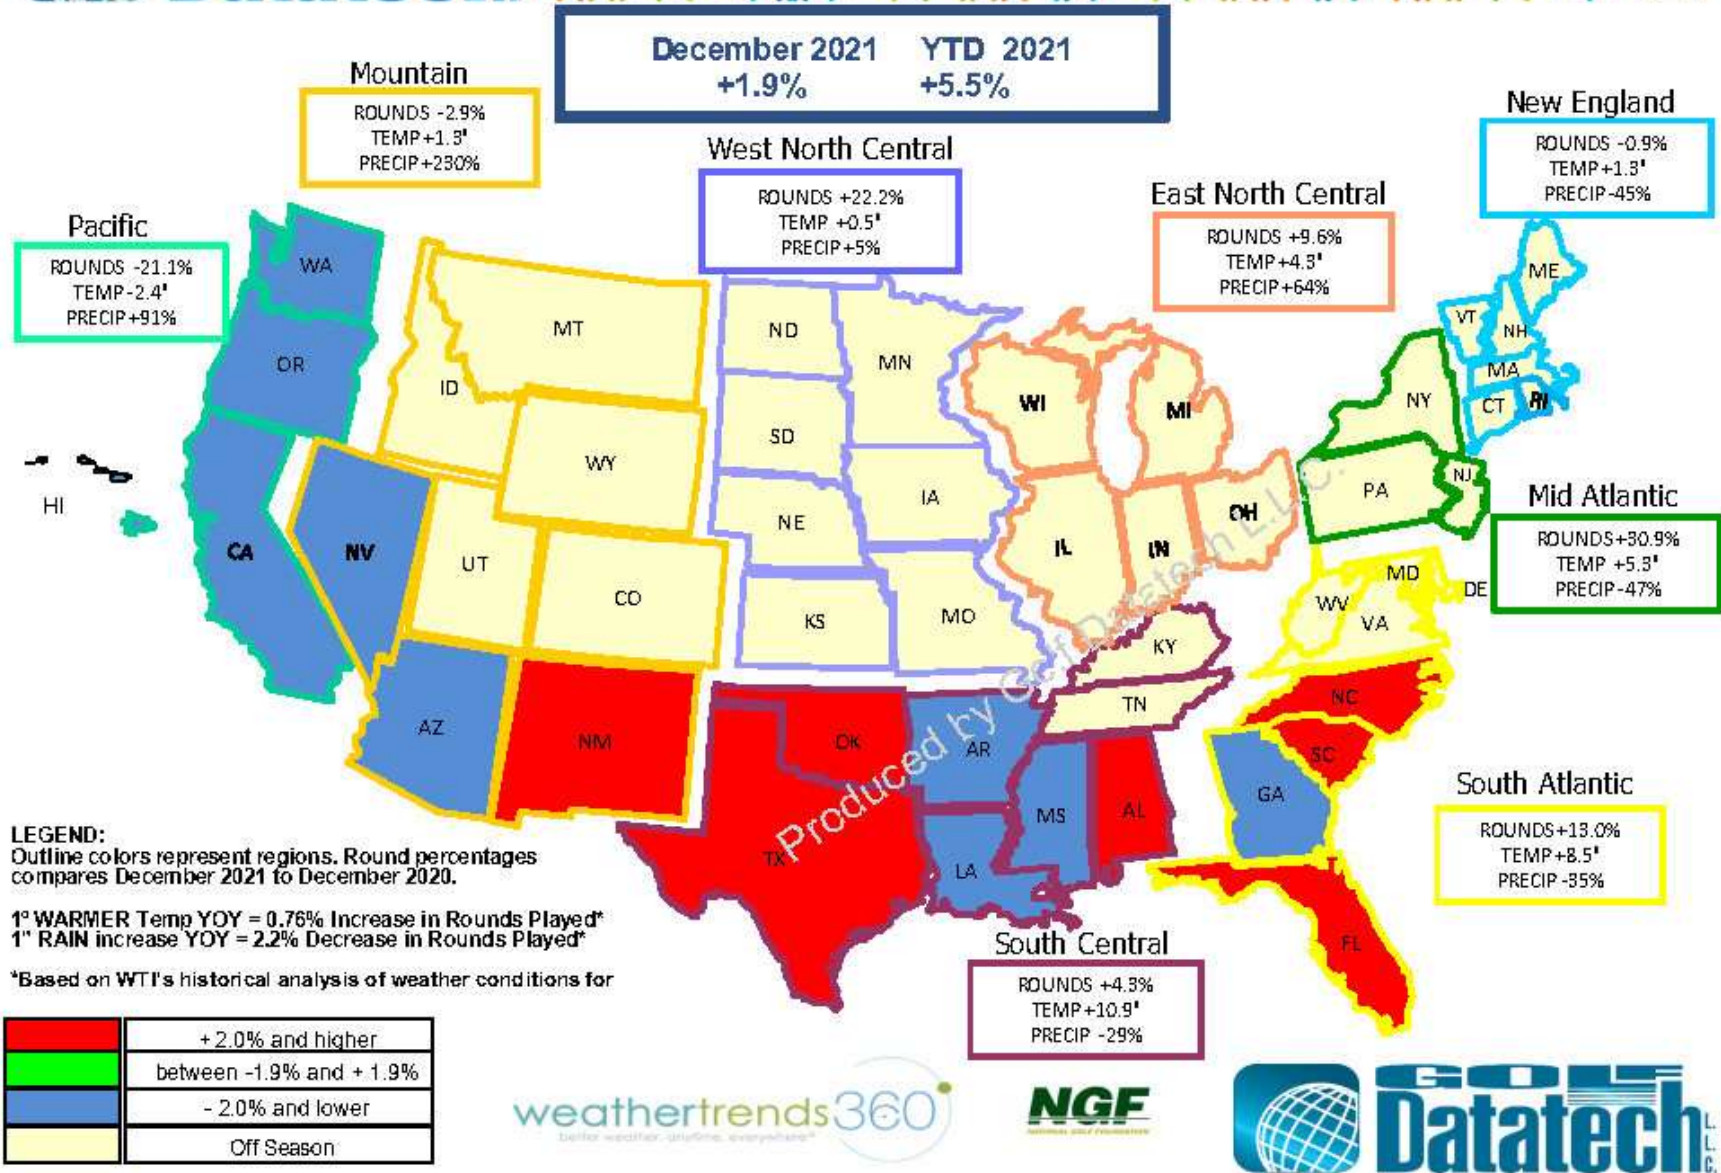 December 2021 YTD 2021
+1.9% +5.5%
Mountain
ROUNDS -2.9%
TEMP+1.3°
PRECIP+230%
West North Central
ROUNDS +22.2%
TEMP +0.5°
PRECIP+5%
New England
ROUNDS -0.9%
TEMP+1.3°
PRECIP-45%
East North Central
ROUNDS +9.6%
TEMP+4.3°
PRECIP+64%
Pacific
ROUNDS -21.1%
TEMP-2.4°
PRECIP+91%
Mid Atlantic
ROUNDS+30.9%
TEMP +5.3°
PRECIP-47%
South Atlantic
ROUNDS+13.0%
TEMP+8.5°
PRECIP-35%
South Central
ROUNDS +4.3%
TEMP+10.9°
PRECIP -29%
WA
OR
CA
NV
HI
MT
ID
WY
UT
CO
AZ
NM
ND
SD
NE
KS
MN
IA
MO
WI
MI
IL
IN
OH
KY
TN
OK
TX
AR
LA
MS
AL
ME
VT
NH
MA
CT
RI
NY
PA
NJ
MD
DE
WV
VA
NC
SC
GA
FL
Produced by Golf Datatech L.L.C.
LEGEND:
Outline colors represent regions. Round percentages
compares December 2021 to December 2020.
1° WARMER Temp YOY = 0.76% Increase in Rounds Played*
1" RAIN increase YOY = 2.2% Decrease in Rounds Played*
*Based on WTI's historical analysis of weather conditions for
+ 2.0% and higher
between -1.9% and + 1.9%
- 2.0% and lower
Off Season
weathertrends360°
better weather. anytime. everywhere®
NGF
NATIONAL GOLF FOUNDATION
GOLF
Datatech L.L.C.